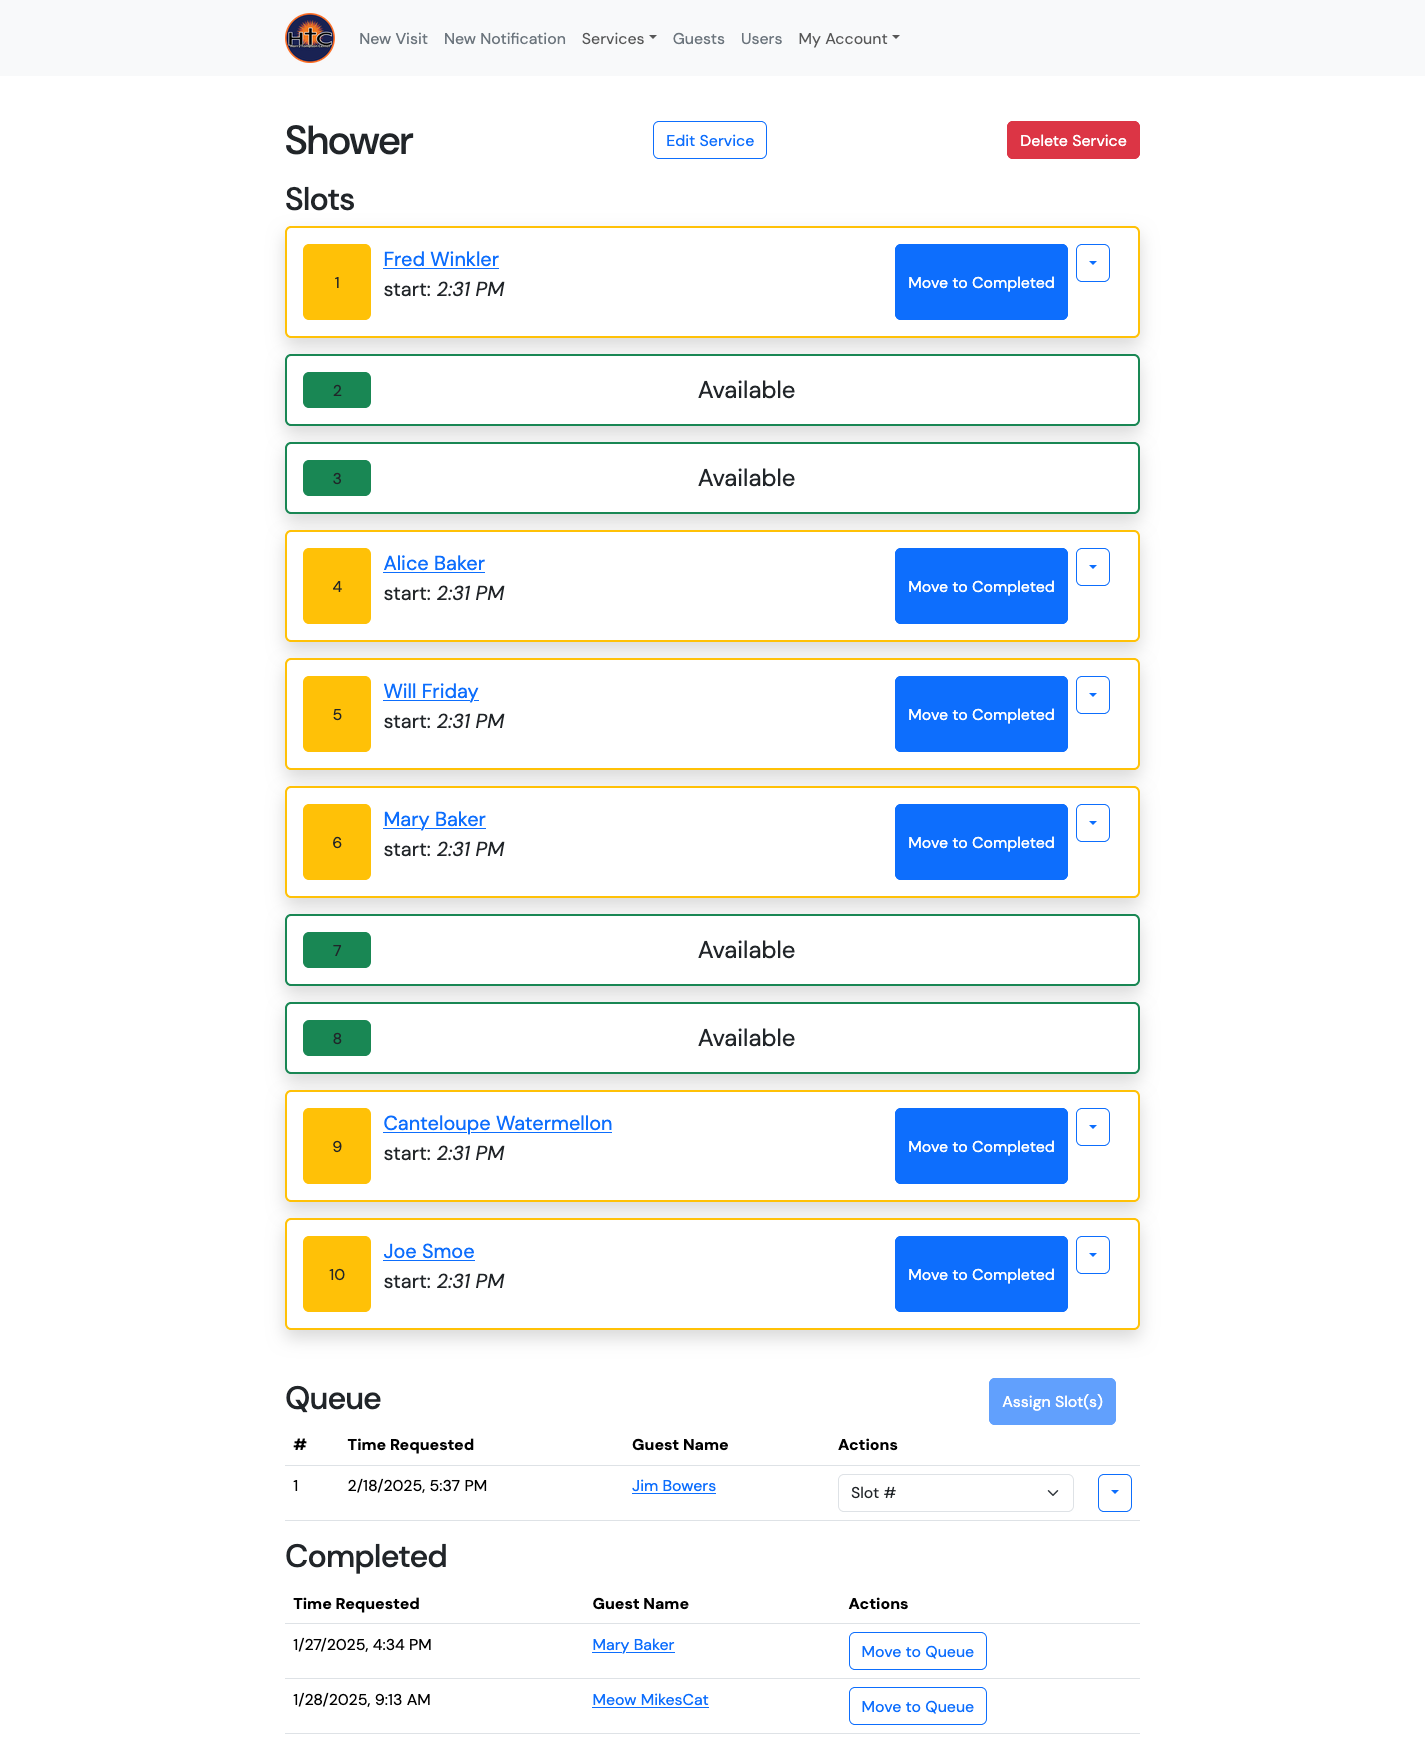 HTC
New Visit New Notification Services Guests Users My Account
Shower Edit Service Delete Service
Slots
1 Fred Winkler Move to Completed
start: 2:31 PM
2 Available
3 Available
4 Alice Baker Move to Completed
start: 2:31 PM
5 Will Friday Move to Completed
start: 2:31 PM
6 Mary Baker Move to Completed
start: 2:31 PM
7 Available
8 Available
9 Canteloupe Watermellon Move to Completed
start: 2:31 PM
10 Joe Smoe Move to Completed
start: 2:31 PM
Queue Assign Slot(s)
# Time Requested Guest Name Actions
1 2/18/2025, 5:37 PM Jim Bowers Slot #
Completed
Time Requested Guest Name Actions
1/27/2025, 4:34 PM Mary Baker Move to Queue
1/28/2025, 9:13 AM Meow MikesCat Move to Queue